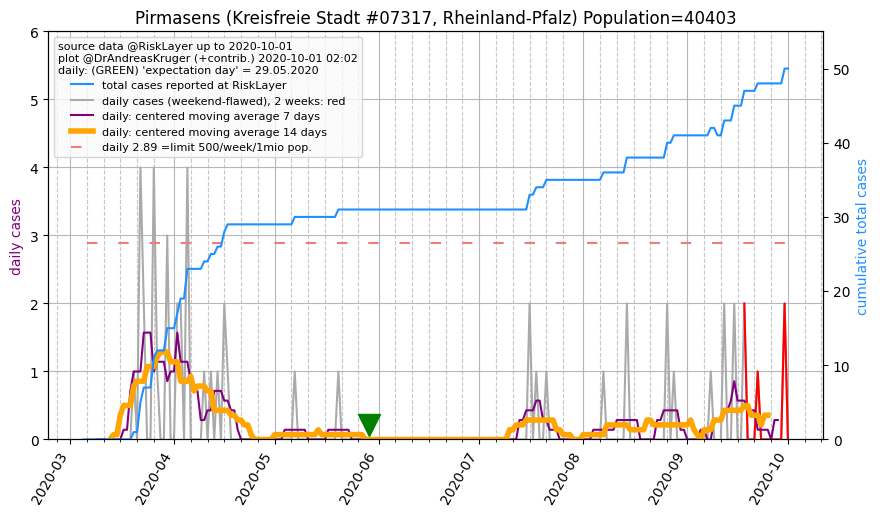 Pirmasens (Kreisfreie Stadt #07317, Rheinland-Pfalz) Population=40403
source data @RiskLayer up to 2020-10-01
plot @DrAndreasKruger (+contrib.) 2020-10-01 02:02
daily: (GREEN) 'expectation day' = 29.05.2020
total cases reported at RiskLayer
daily cases (weekend-flawed), 2 weeks: red
daily: centered moving average 7 days
daily: centered moving average 14 days
daily 2.89 =limit 500/week/1mio pop.
daily cases
6
5
4
3
2
1
0
cumulative total cases
50
40
30
20
10
0
2020-03
2020-04
2020-05
2020-06
2020-07
2020-08
2020-09
2020-10